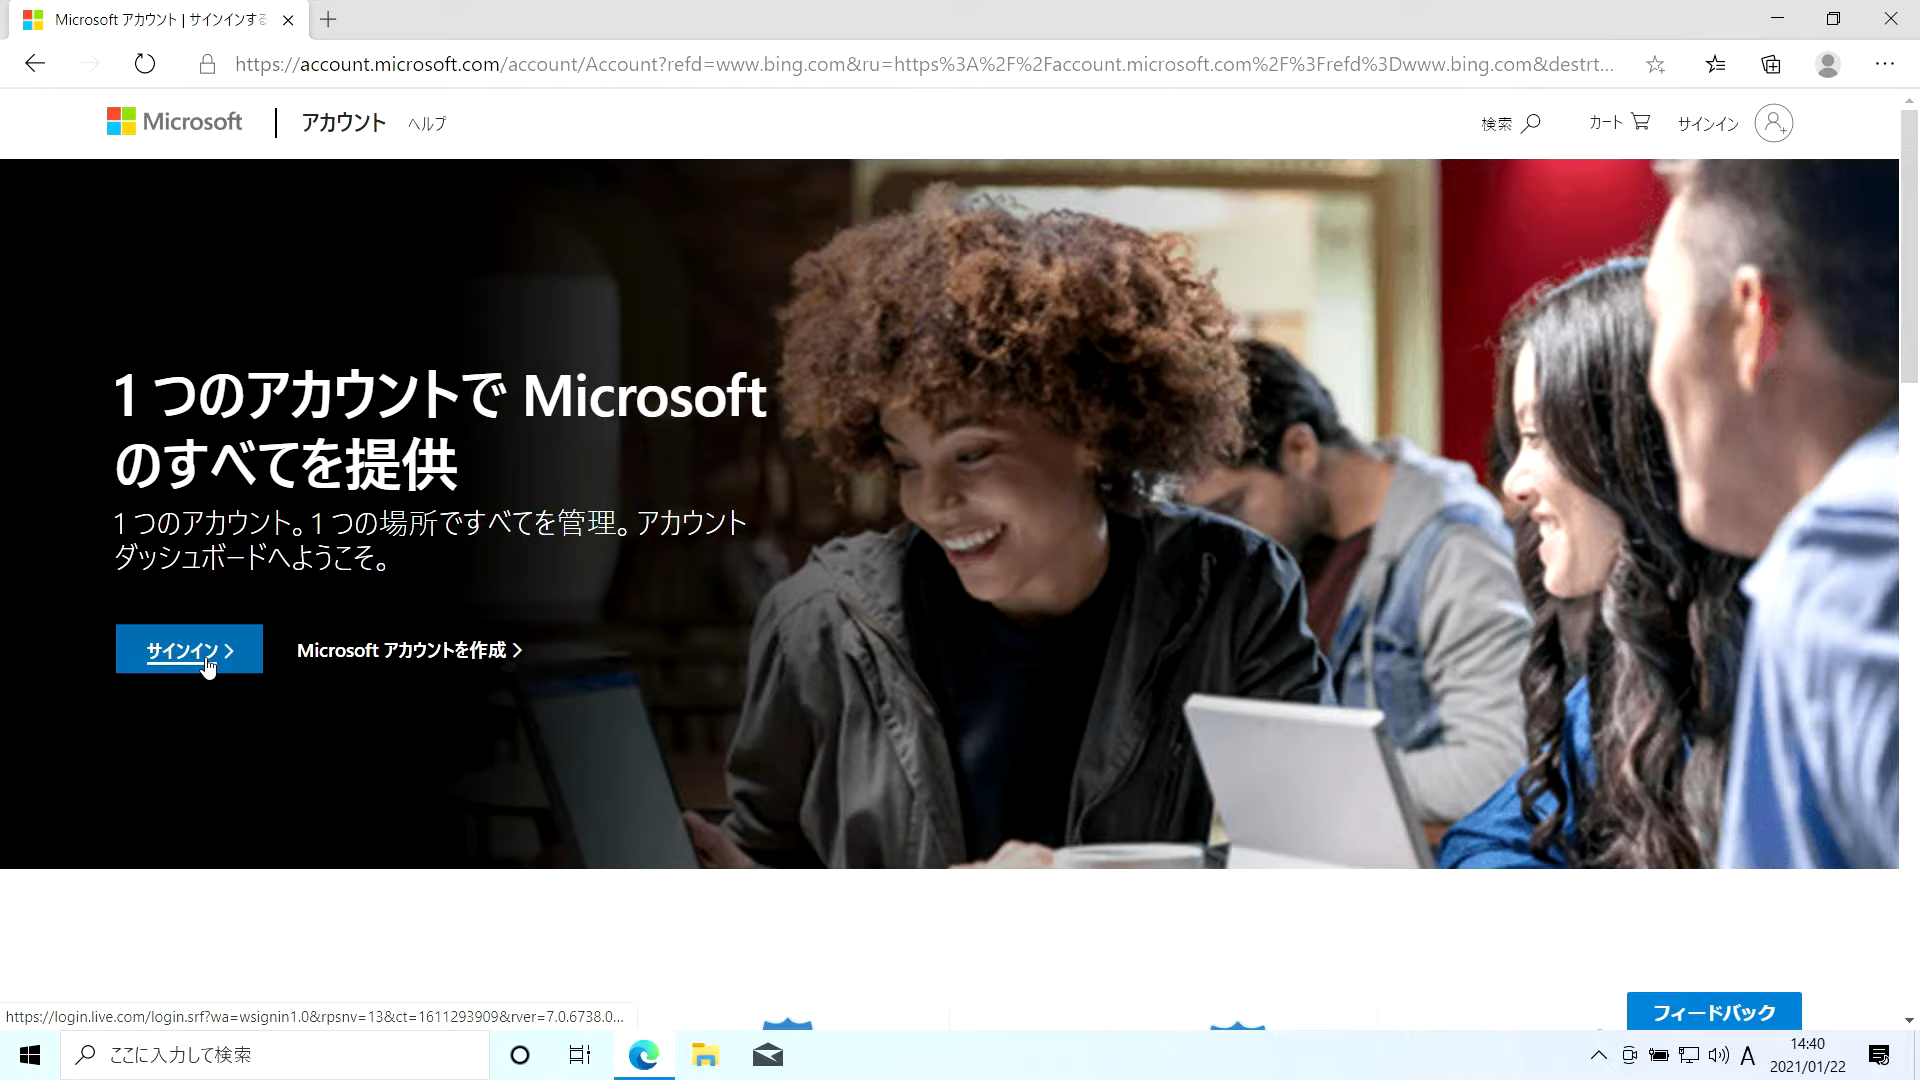 Microsoft アカウント | サインインする
https://account.microsoft.com/account/Account?refd=www.bing.com&ru=https%3A%2F%2Faccount.microsoft.com%2F%3Frefd%3Dwww.bing.com&destrt...
Microsoft アカウント ヘルプ 検索 カート サインイン
1 つのアカウントで Microsoft
のすべてを提供
1 つのアカウント。1 つの場所ですべてを管理。アカウント
ダッシュボードへようこそ。
サインイン Microsoft アカウントを作成
フィードバック
https://login.live.com/login.srf?wa=wsignin1.0&rpsnv=13&ct=1611293909&rver=7.0.6738.0...
ここに入力して検索
A
14:40
2021/01/22